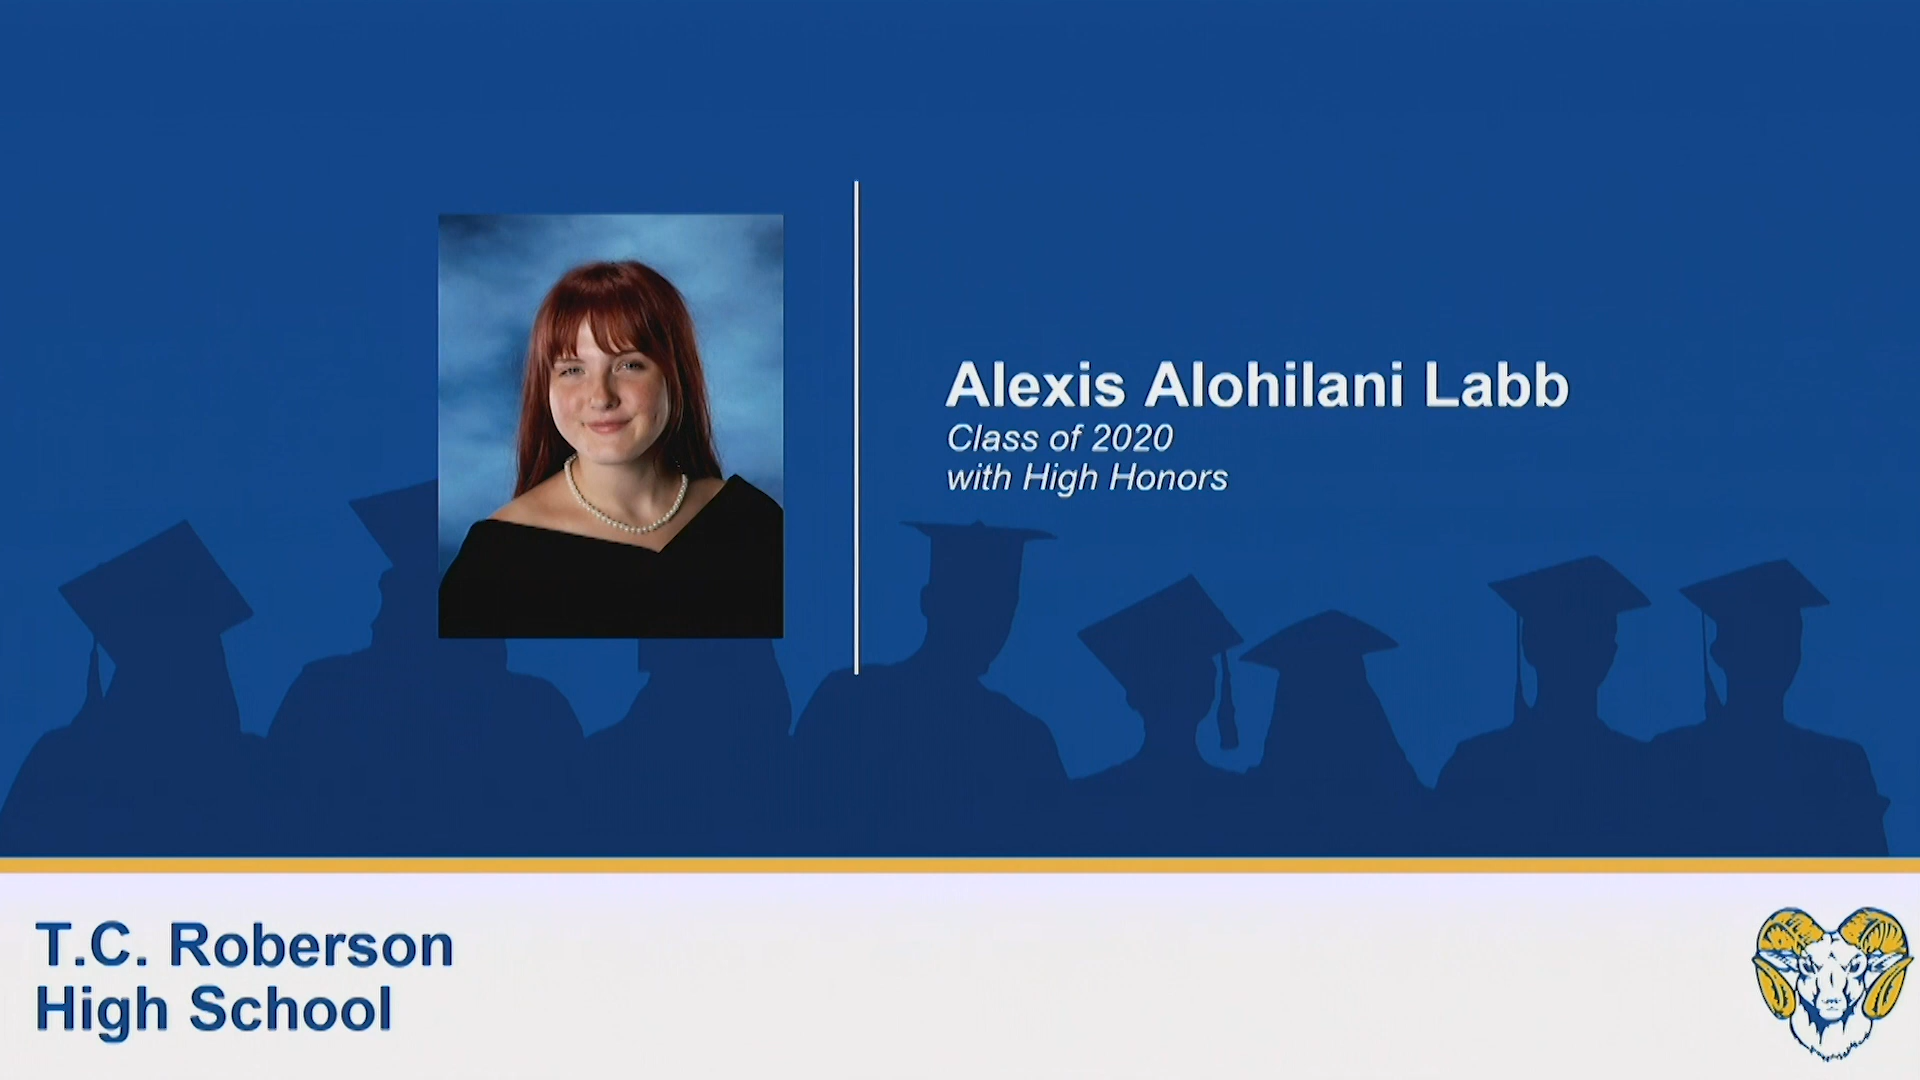 Alexis Alohilani Labb
Class of 2020
with High Honors
T.C. Roberson
High School